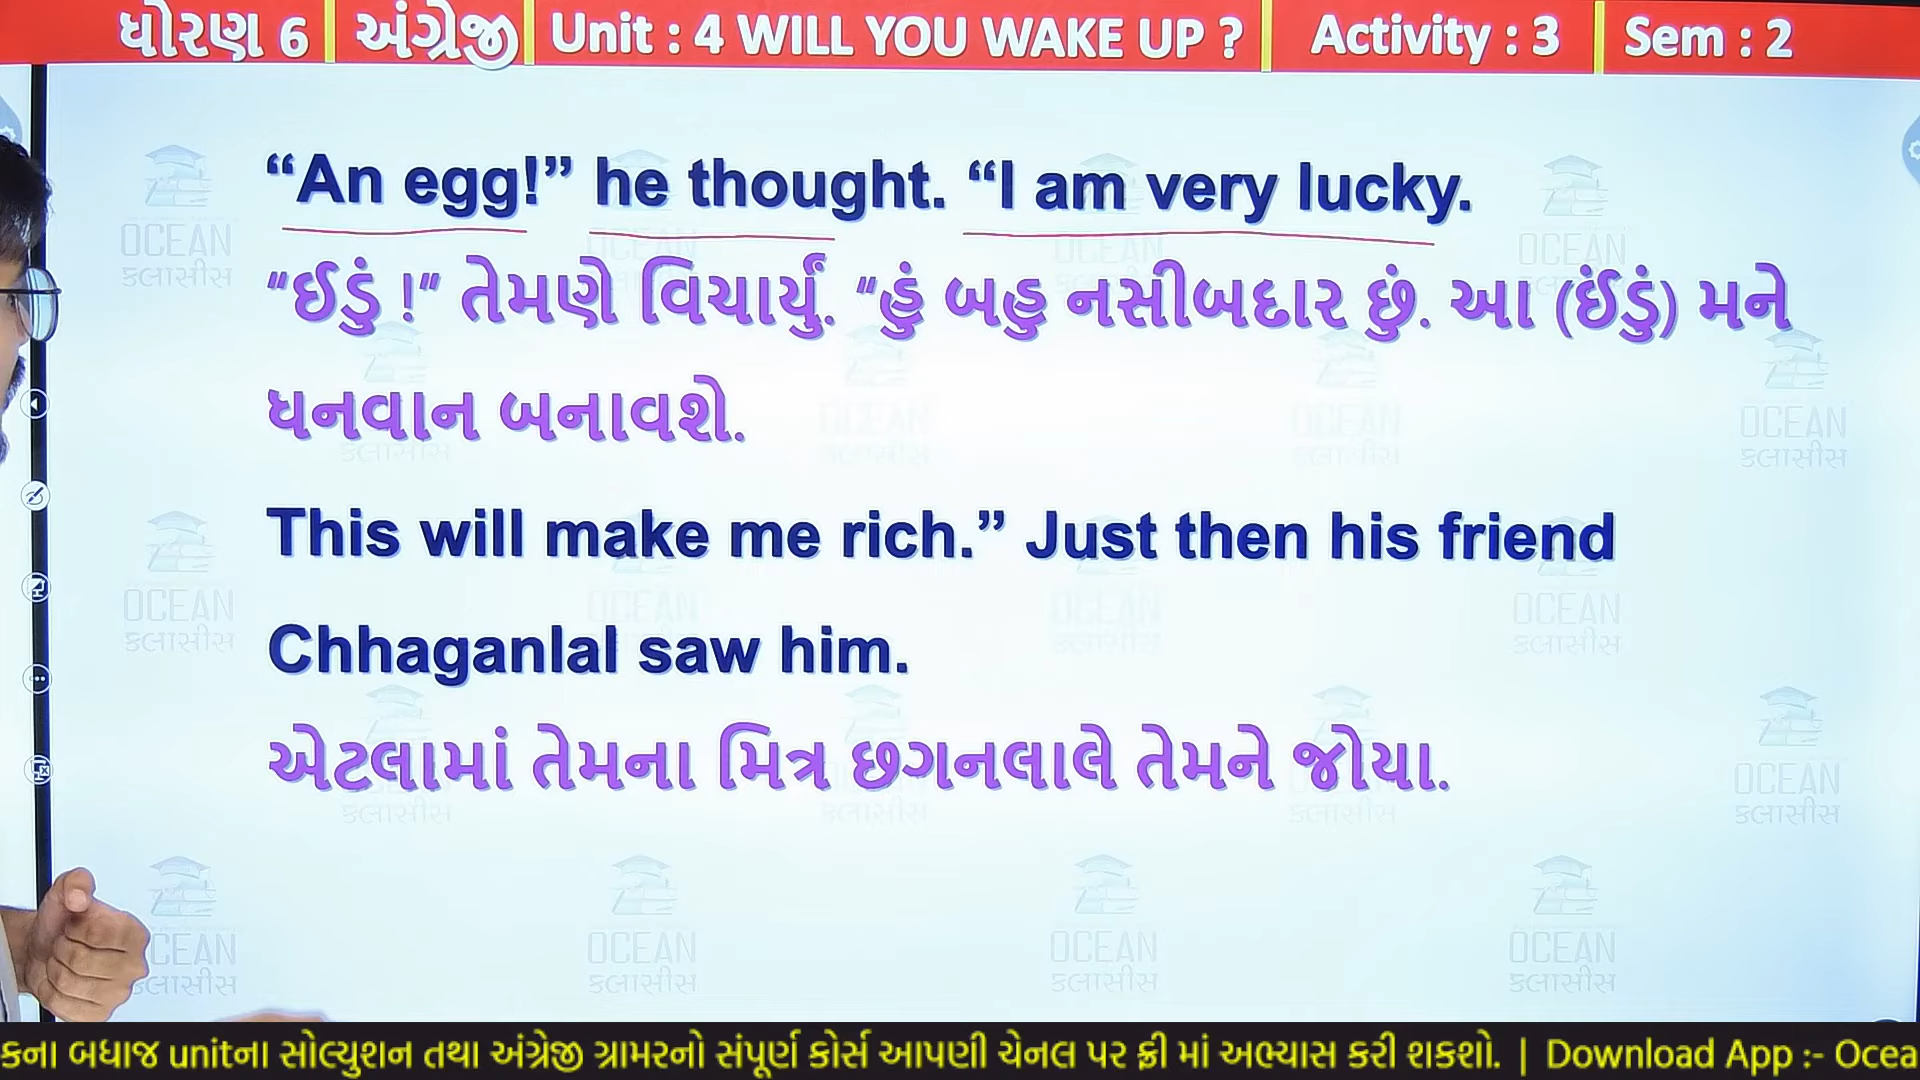 ધોરણ 6 અંગ્રેજી Unit : 4 WILL YOU WAKE UP ? Activity : 3 Sem : 2
“An egg!” he thought. “I am very lucky.
“ઈડું !” તેમણે વિચાર્યું. “હું બહુ નસીબદાર છું. આ (ઈંડું) મને
ધનવાન બનાવશે.
This will make me rich.” Just then his friend
Chhaganlal saw him.
એટલામાં તેમના મિત્ર છગનલાલે તેમને જોયા.
OCEAN
કલાસીસ
કના બધાજ unitના સોલ્યુશન તથા અંગ્રેજી ગ્રામરનો સંપૂર્ણ કોર્સ આપણી ચેનલ પર ફ્રી માં અભ્યાસ કરી શકશો. | Download App :- Ocea